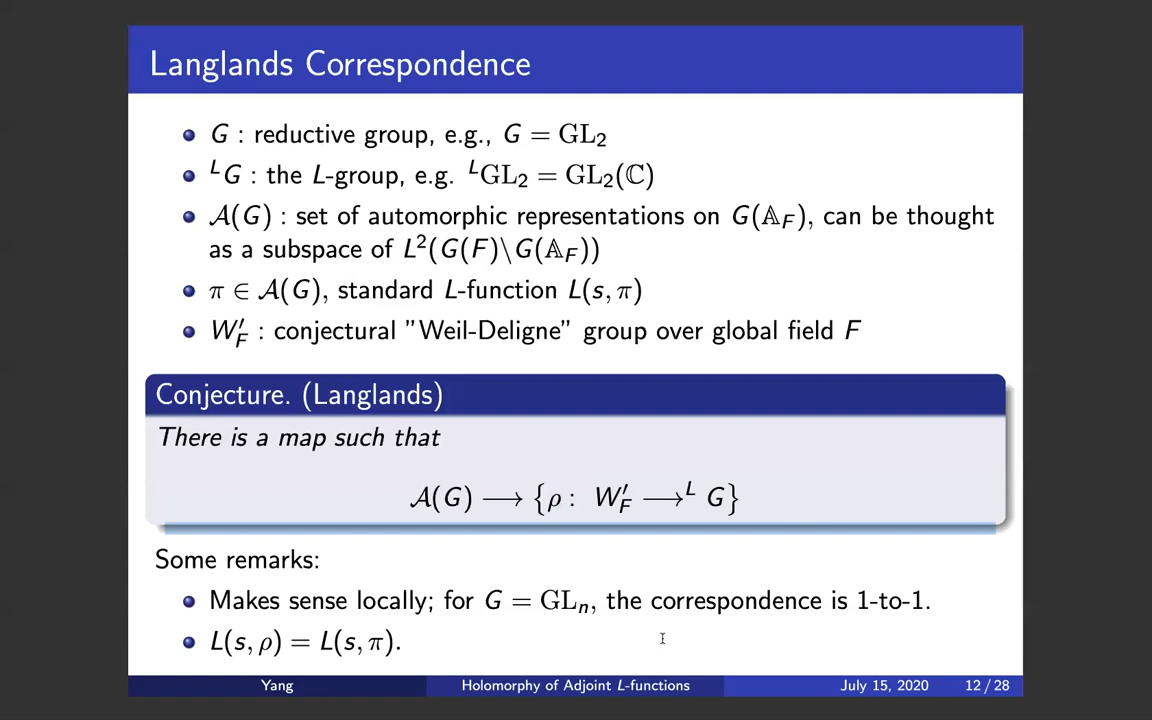 Langlands Correspondence
G : reductive group, e.g., G = GL₂
ᴸG : the L-group, e.g. ᴸGL₂ = GL₂(ℂ)
𝒜(G) : set of automorphic representations on G(𝔸_F), can be thought
as a subspace of L²(G(F)\G(𝔸_F))
π ∈ 𝒜(G), standard L-function L(s, π)
W′_F : conjectural ”Weil-Deligne” group over global field F
Conjecture. (Langlands)
There is a map such that
𝒜(G) ⟶ {ρ : W′_F ⟶ᴸ G}
Some remarks:
Makes sense locally; for G = GLₙ, the correspondence is 1-to-1.
L(s, ρ) = L(s, π).
Yang Holomorphy of Adjoint L-functions July 15, 2020 12 / 28